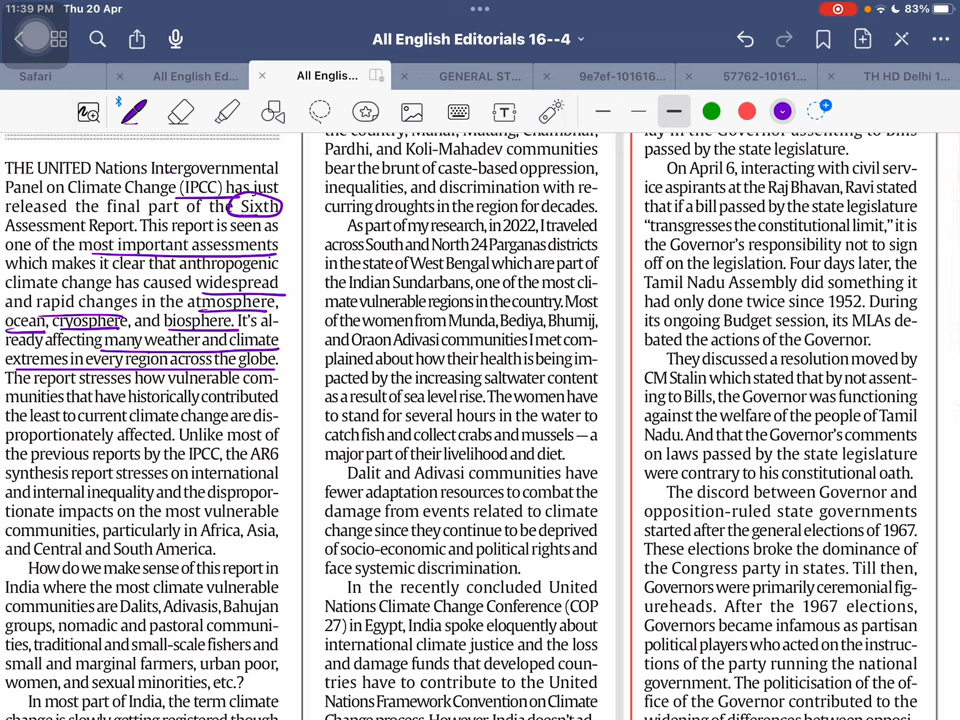 11:39 PM Thu 20 Apr
83%
All English Editorials 16--4
Safari
All English Ed...
All Englis...
GENERAL ST...
9e7ef-101616...
57762-10161...
TH HD Delhi 1...
THE UNITED Nations Intergovernmental
Panel on Climate Change (IPCC) has just
released the final part of the Sixth
Assessment Report. This report is seen as
one of the most important assessments
which makes it clear that anthropogenic
climate change has caused widespread
and rapid changes in the atmosphere,
ocean, cryosphere, and biosphere. It's al-
ready affecting many weather and climate
extremes in every region across the globe.
The report stresses how vulnerable com-
munities that have historically contributed
the least to current climate change are dis-
proportionately affected. Unlike most of
the previous reports by the IPCC, the AR6
synthesis report stresses on international
and internal inequality and the dispropor-
tionate impacts on the most vulnerable
communities, particularly in Africa, Asia,
and Central and South America.
How do we make sense of this report in
India where the most climate vulnerable
communities are Dalits, Adivasis, Bahujan
groups, nomadic and pastoral communi-
ties, traditional and small-scale fishers and
small and marginal farmers, urban poor,
women, and sexual minorities, etc.?
In most part of India, the term climate
change is slowly getting registered though
the country, Mahar, Matang, Chambhar,
Pardhi, and Koli-Mahadev communities
bear the brunt of caste-based oppression,
inequalities, and discrimination with re-
curring droughts in the region for decades.
As part of my research, in 2022, I traveled
across South and North 24 Parganas districts
in the state of West Bengal which are part of
the Indian Sundarbans, one of the most cli-
mate vulnerable regions in the country. Most
of the women from Munda, Bediya, Bhumij,
and Oraon Adivasi communities I met com-
plained about how their health is being im-
pacted by the increasing saltwater content
as a result of sea level rise. The women have
to stand for several hours in the water to
catch fish and collect crabs and mussels — a
major part of their livelihood and diet.
Dalit and Adivasi communities have
fewer adaptation resources to combat the
damage from events related to climate
change since they continue to be deprived
of socio-economic and political rights and
face systemic discrimination.
In the recently concluded United
Nations Climate Change Conference (COP
27) in Egypt, India spoke eloquently about
international climate justice and the loss
and damage funds that developed coun-
tries have to contribute to the United
Nations Framework Convention on Climate
Change process. However, India doesn't ad-
lay in the Governor assenting to Bills
passed by the state legislature.
On April 6, interacting with civil serv-
ice aspirants at the Raj Bhavan, Ravi stated
that if a bill passed by the state legislature
"transgresses the constitutional limit," it is
the Governor's responsibility not to sign
off on the legislation. Four days later, the
Tamil Nadu Assembly did something it
had only done twice since 1952. During
its ongoing Budget session, its MLAs de-
bated the actions of the Governor.
They discussed a resolution moved by
CM Stalin which stated that by not assent-
ing to Bills, the Governor was functioning
against the welfare of the people of Tamil
Nadu. And that the Governor's comments
on laws passed by the state legislature
were contrary to his constitutional oath.
The discord between Governor and
opposition-ruled state governments
started after the general elections of 1967.
These elections broke the dominance of
the Congress party in states. Till then,
Governors were primarily ceremonial fig-
ureheads. After the 1967 elections,
Governors became infamous as partisan
political players who acted on the instruc-
tions of the party running the national
government. The politicisation of the of-
fice of the Governor contributed to the
widening of differences between opposi-